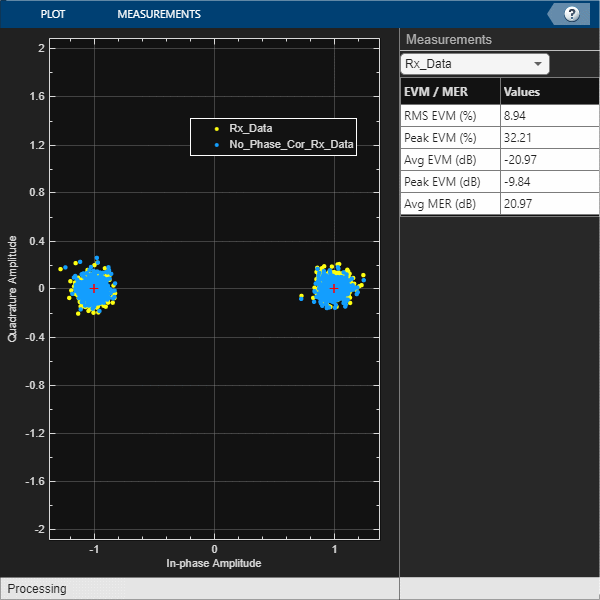 PLOT MEASUREMENTS ?
Measurements
Rx_Data
EVM / MER Values
RMS EVM (%) 8.94
Peak EVM (%) 32.21
Avg EVM (dB) -20.97
Peak EVM (dB) -9.84
Avg MER (dB) 20.97
2
1.6
1.2
0.8
0.4
0
-0.4
-0.8
-1.2
-1.6
-2
Quadrature Amplitude
Rx_Data
No_Phase_Cor_Rx_Data
-1 0 1
In-phase Amplitude
Processing